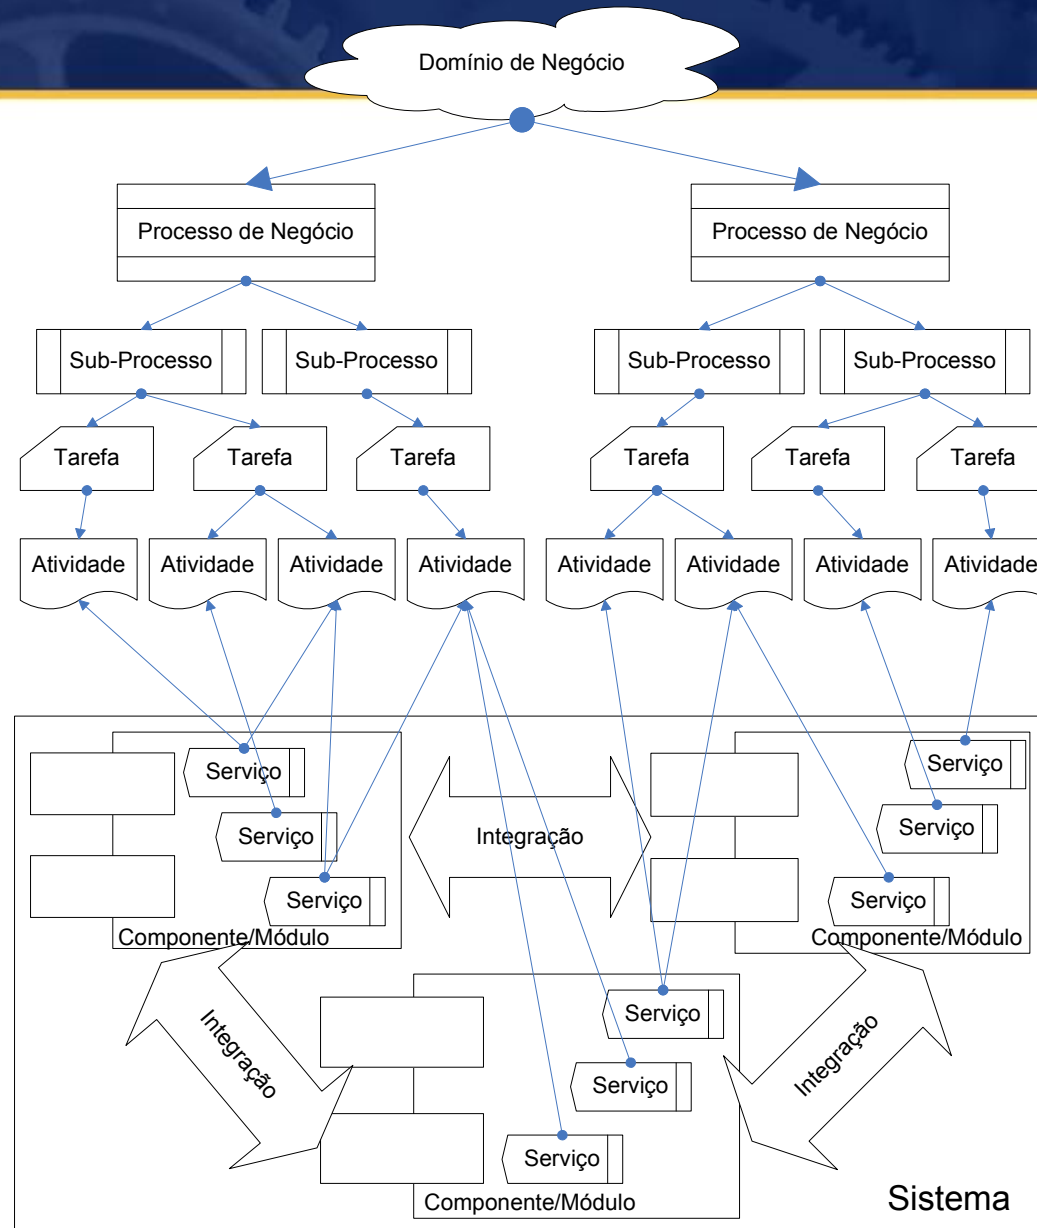 Domínio de Negócio
Processo de Negócio
Processo de Negócio
Sub-Processo
Sub-Processo
Sub-Processo
Sub-Processo
Tarefa
Tarefa
Tarefa
Tarefa
Tarefa
Tarefa
Atividade
Atividade
Atividade
Atividade
Atividade
Atividade
Atividade
Atividade
Serviço
Serviço
Serviço
Componente/Módulo
Integração
Serviço
Serviço
Serviço
Componente/Módulo
Integração
Serviço
Serviço
Serviço
Componente/Módulo
Integração
Sistema